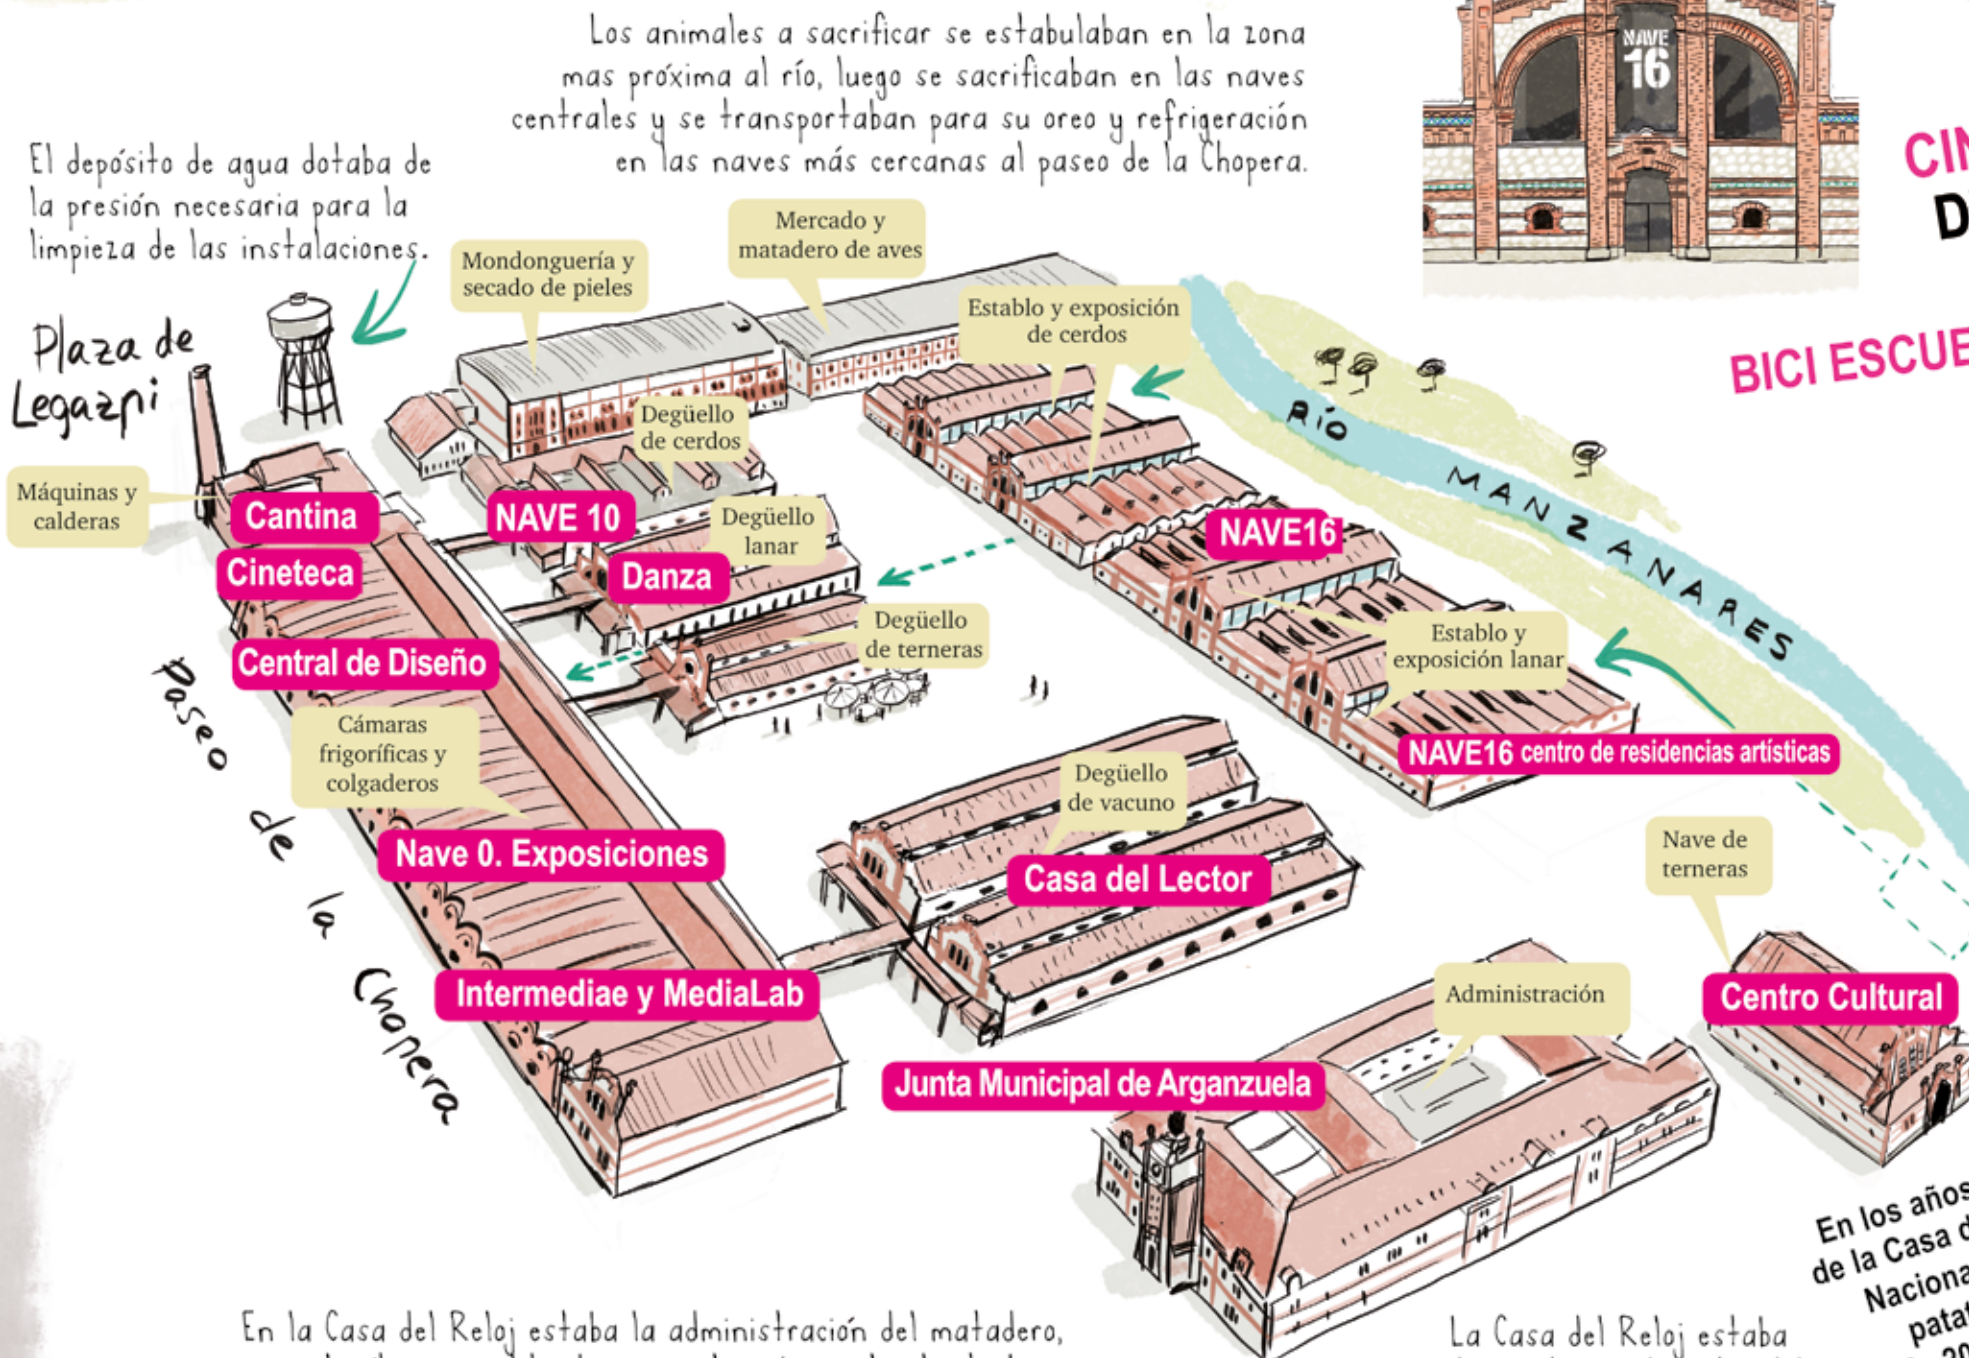 Los animales a sacrificar se estabulaban en la zona
mas próxima al río, luego se sacrificaban en las naves
centrales y se transportaban para su oreo y refrigeración
en las naves más cercanas al paseo de la Chopera.
NAVE
16
El depósito de agua dotaba de
la presión necesaria para la
limpieza de las instalaciones.
BICI ESCUE
Plaza de
Legazpi
Mondonguería y
secado de pieles
Mercado y
matadero de aves
Establo y exposición
de cerdos
RÍO MANZANARES
Degüello
de cerdos
Máquinas y
calderas
Cantina
NAVE 10
Degüello
lanar
NAVE16
Cineteca
Danza
Degüello
de terneras
Establo y
exposición lanar
Central de Diseño
Paseo de la Chopera
Cámaras
frigoríficas y
colgaderos
NAVE16 centro de residencias artísticas
Degüello
de vacuno
Nave 0. Exposiciones
Casa del Lector
Nave de
terneras
Intermediae y MediaLab
Administración
Centro Cultural
Junta Municipal de Arganzuela
En los años
de la Casa d
Naciona
patat
En la Casa del Reloj estaba la administración del matadero,
La Casa del Reloj estaba